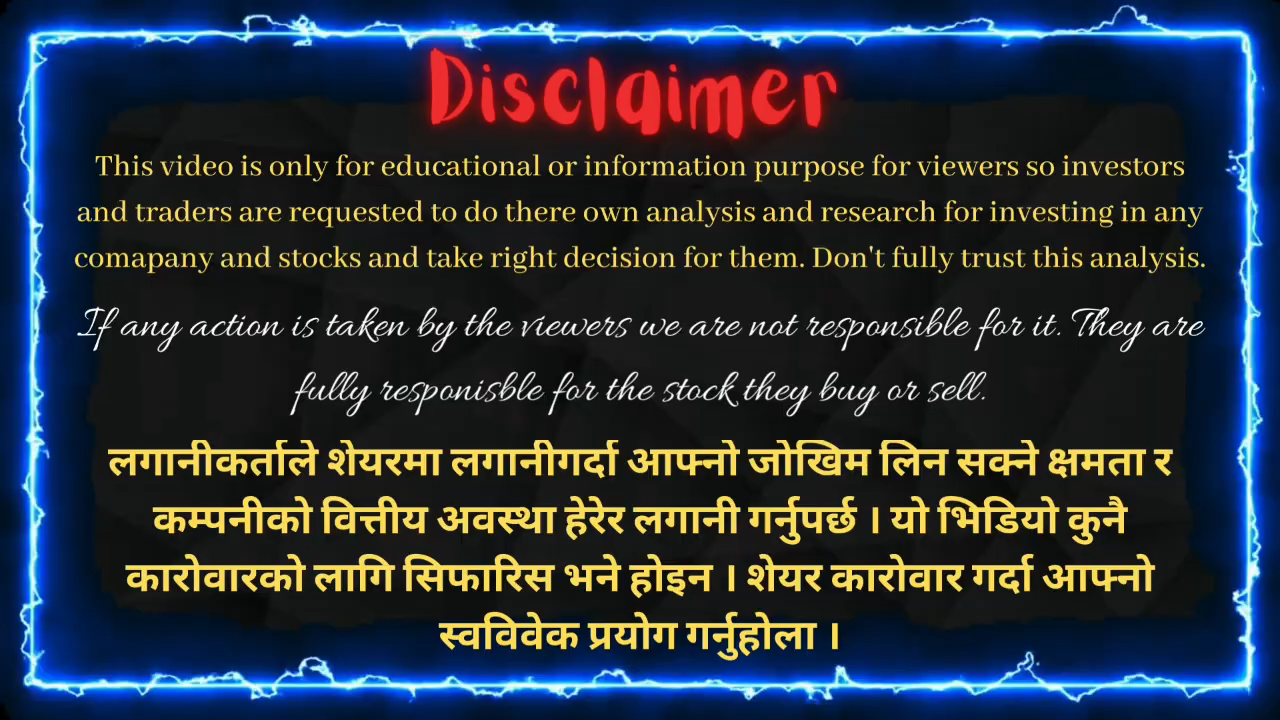 Disclaimer
This video is only for educational or information purpose for viewers so investors
and traders are requested to do there own analysis and research for investing in any
comapany and stocks and take right decision for them. Don't fully trust this analysis.
If any action is taken by the viewers we are not responsible for it. They are
fully responisble for the stock they buy or sell.
लगानीकर्ताले शेयरमा लगानीगर्दा आफ्नो जोखिम लिन सक्ने क्षमता र
कम्पनीको वित्तीय अवस्था हेरेर लगानी गर्नुपर्छ । यो भिडियो कुनै
कारोवारको लागि सिफारिस भने होइन । शेयर कारोवार गर्दा आफ्नो
स्वविवेक प्रयोग गर्नुहोला ।